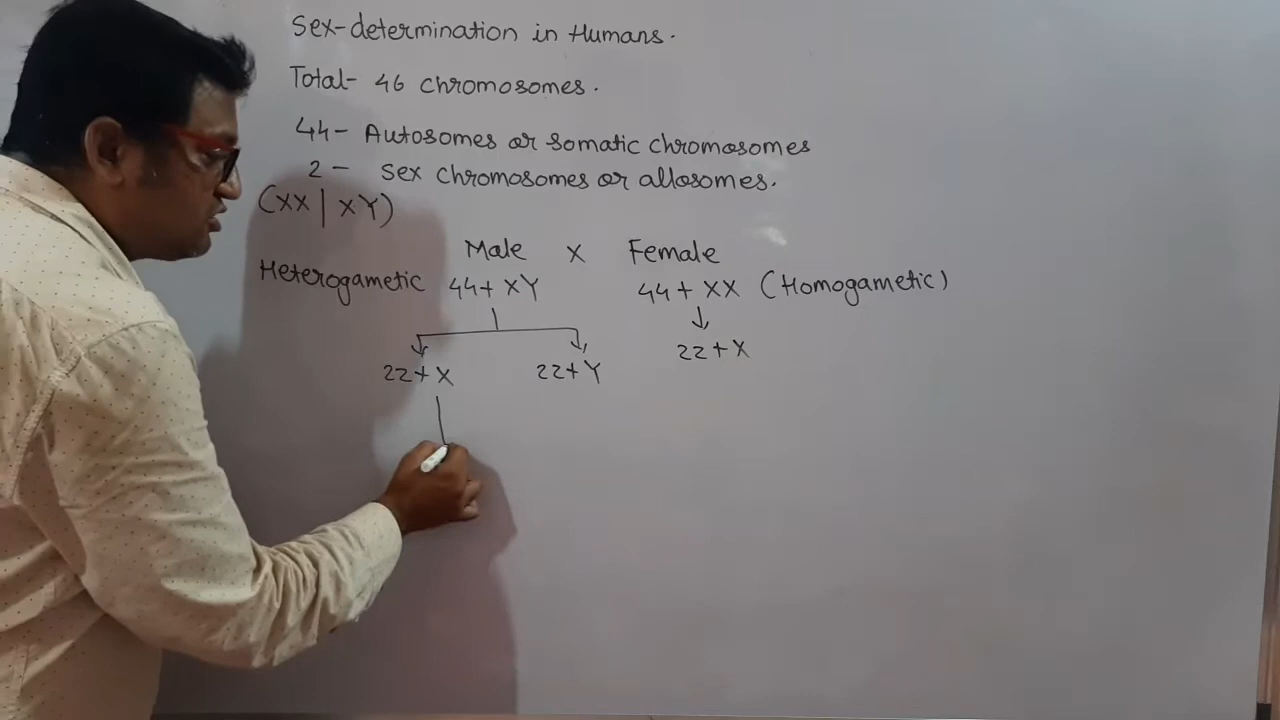 Sex-determination in Humans.
Total- 46 chromosomes.
44- Autosomes or somatic chromosomes
2 - sex chromosomes or allosomes.
(XX | XY)
Male X Female
Heterogametic 44+ XY 44+ XX (Homogametic)
22+X
22+X 22+Y